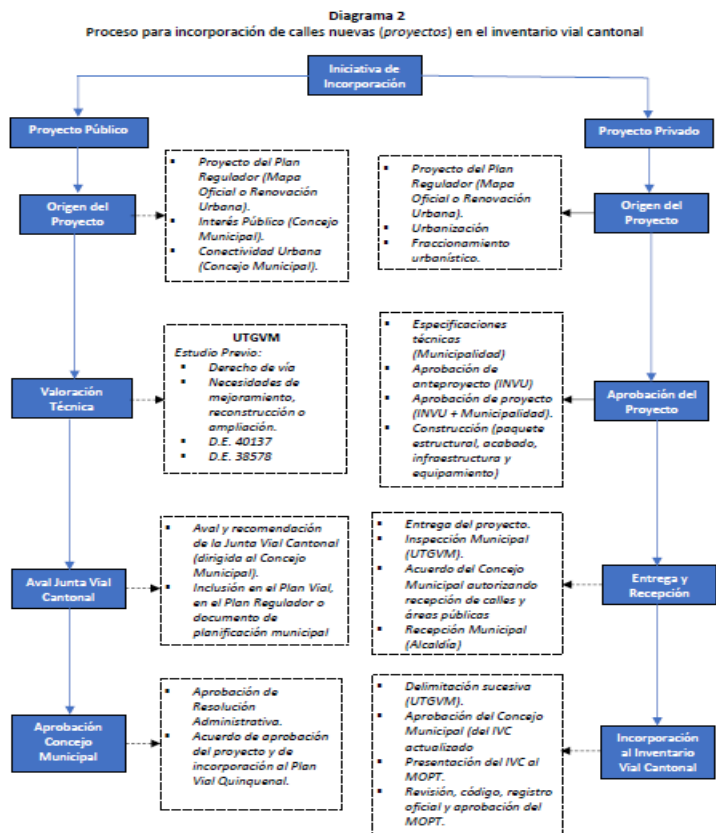 Diagrama 2
Proceso para incorporación de calles nuevas (proyectos) en el inventario vial cantonal
Iniciativa de
Incorporación
Proyecto Público
Proyecto Privado
Origen del
Proyecto
▪ Proyecto del Plan
Regulador (Mapa
Oficial o Renovación
Urbana).
▪ Interés Público (Concejo
Municipal).
▪ Conectividad Urbana
(Concejo Municipal).
▪ Proyecto del Plan
Regulador (Mapa
Oficial o Renovación
Urbana).
▪ Urbanización
▪ Fraccionamiento
urbanístico.
Origen del
Proyecto
Valoración
Técnica
UTGVM
Estudio Previo:
▪ Derecho de vía
▪ Necesidades de
mejoramiento,
reconstrucción o
ampliación.
▪ D.E. 40137
▪ D.E. 38578
▪ Especificaciones
técnicas
(Municipalidad)
▪ Aprobación de
anteproyecto (INVU)
▪ Aprobación de proyecto
(INVU + Municipalidad).
▪ Construcción (paquete
estructural, acabado,
infraestructura y
equipamiento)
Aprobación del
Proyecto
Aval Junta Vial
Cantonal
▪ Aval y recomendación
de la Junta Vial Cantonal
(dirigida al Concejo
Municipal).
▪ Inclusión en el Plan Vial,
en el Plan Regulador o
documento de
planificación municipal
▪ Entrega del proyecto.
▪ Inspección Municipal
(UTGVM).
▪ Acuerdo del Concejo
Municipal autorizando
recepción de calles y
áreas públicas
▪ Recepción Municipal
(Alcaldía)
Entrega y
Recepción
Aprobación
Concejo
Municipal
▪ Aprobación de
Resolución
Administrativa.
▪ Acuerdo de aprobación
del proyecto y de
incorporación al Plan
Vial Quinquenal.
▪ Delimitación sucesiva
(UTGVM).
▪ Aprobación del Concejo
Municipal (del IVC
actualizado
▪ Presentación del IVC al
MOPT.
▪ Revisión, código, registro
oficial y aprobación del
MOPT.
Incorporación
al Inventario
Vial Cantonal